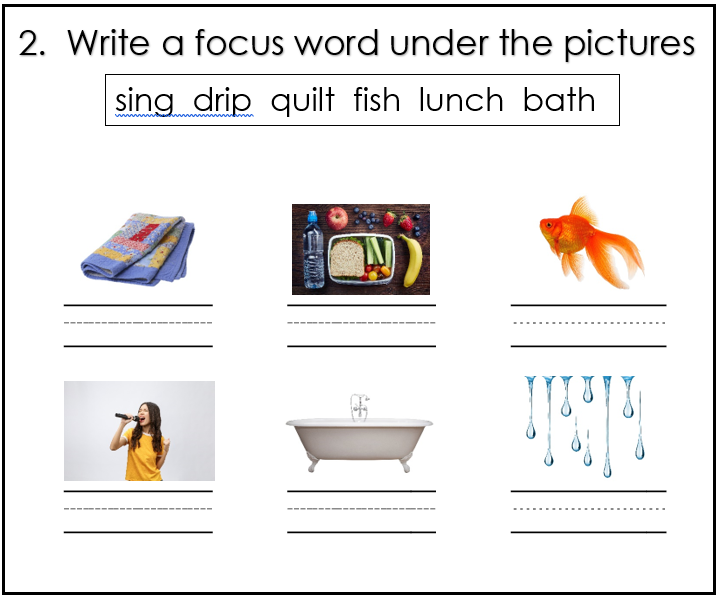 2. Write a focus word under the pictures
sing drip quilt fish lunch bath